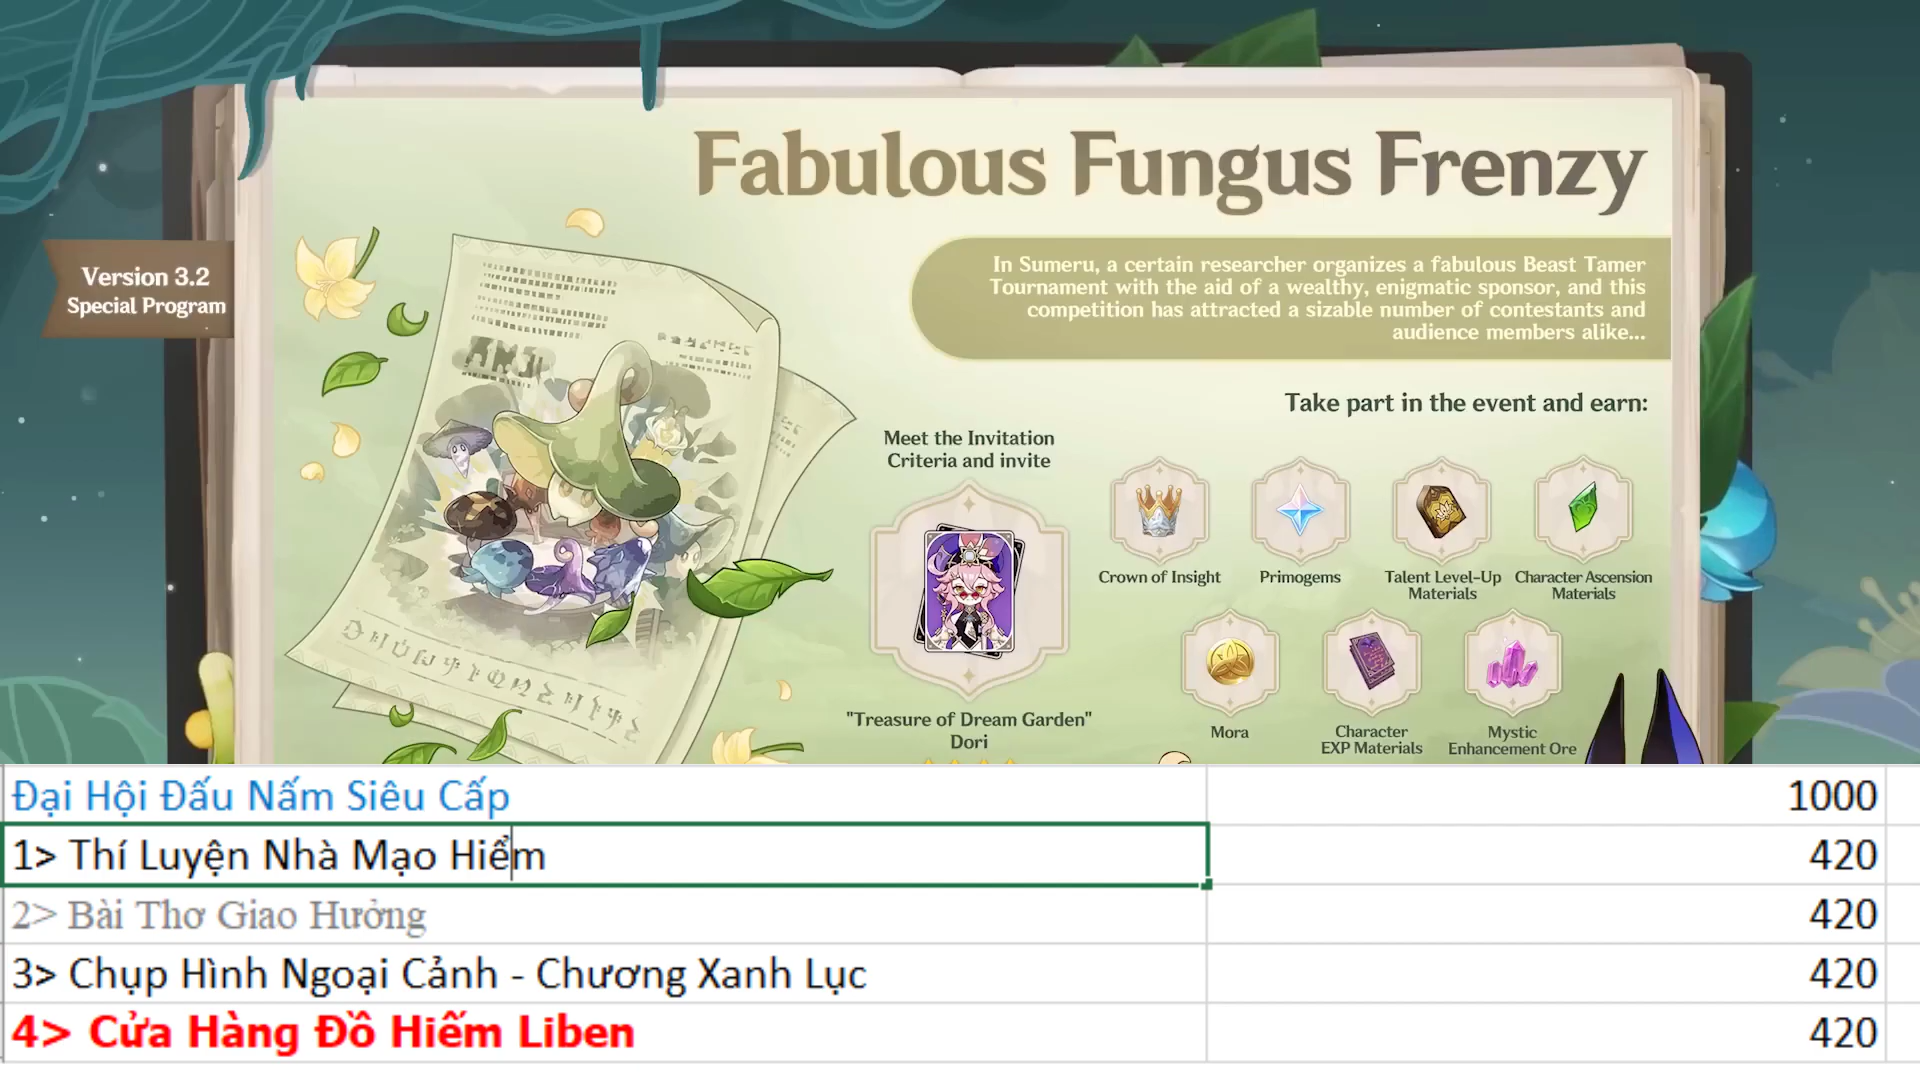 Fabulous Fungus Frenzy
Version 3.2
Special Program
In Sumeru, a certain researcher organizes a fabulous Beast Tamer
Tournament with the aid of a wealthy, enigmatic sponsor, and this
competition has attracted a sizable number of contestants and
audience members alike...
Take part in the event and earn:
Meet the Invitation
Criteria and invite
"Treasure of Dream Garden"
Dori
Crown of Insight
Primogems
Talent Level-Up
Materials
Character Ascension
Materials
Mora
Character
EXP Materials
Mystic
Enhancement Ore
Đại Hội Đấu Nấm Siêu Cấp 1000
1> Thí Luyện Nhà Mạo Hiểm 420
2> Bài Thơ Giao Hưởng 420
3> Chụp Hình Ngoại Cảnh - Chương Xanh Lục 420
4> Cửa Hàng Đồ Hiếm Liben 420